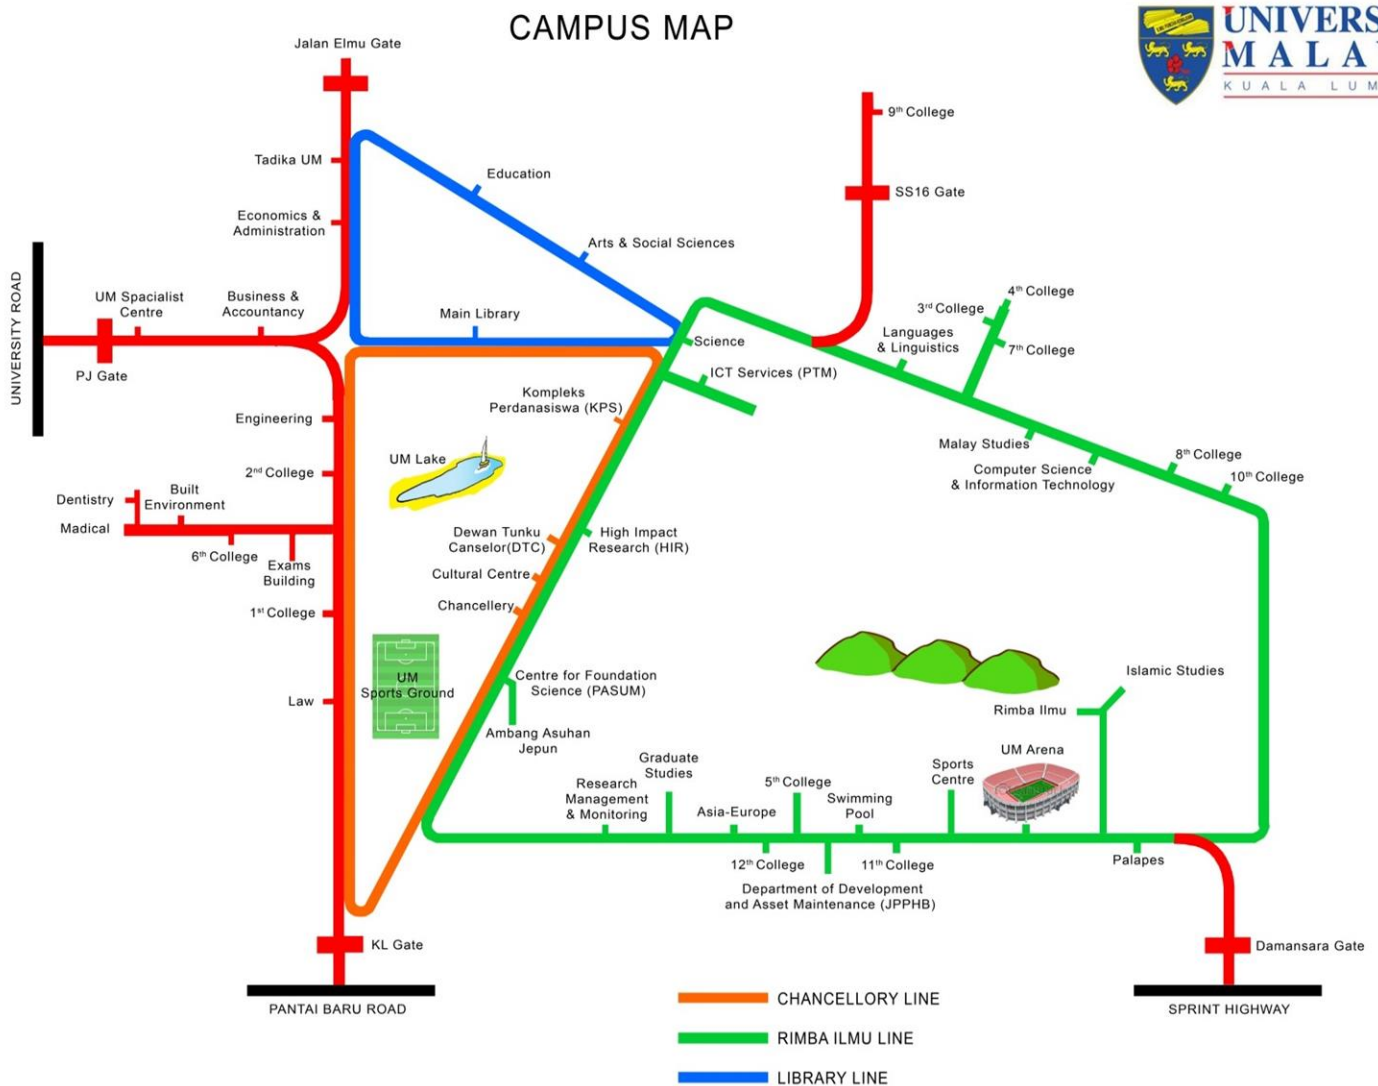 CAMPUS MAP
UNIVERS
MALA
KUALA LUM
Jalan Elmu Gate
9th College
Tadika UM
Education
SS16 Gate
Economics &
Administration
Arts & Social Sciences
UNIVERSITY ROAD
UM Spacialist
Centre
Business &
Accountancy
Main Library
4th College
3rd College
7th College
Languages
& Linguistics
Science
PJ Gate
ICT Services (PTM)
Kompleks
Perdanasiswa (KPS)
Engineering
UM Lake
Malay Studies
8th College
Computer Science
& Information Technology
10th College
2nd College
Built
Environment
Dentistry
Madical
6th College
Exams
Building
Dewan Tunku
Canselor(DTC)
High Impact
Research (HIR)
Cultural Centre
Chancellery
1st College
UM
Sports Ground
Law
Centre for Foundation
Science (PASUM)
Ambang Asuhan
Jepun
Islamic Studies
Rimba Ilmu
UM Arena
Graduate
Studies
Research
Management
& Monitoring
Asia-Europe
5th College
Swimming
Pool
Sports
Centre
12th College
11th College
Department of Development
and Asset Maintenance (JPPHB)
Palapes
KL Gate
Damansara Gate
PANTAI BARU ROAD
SPRINT HIGHWAY
CHANCELLORY LINE
RIMBA ILMU LINE
LIBRARY LINE